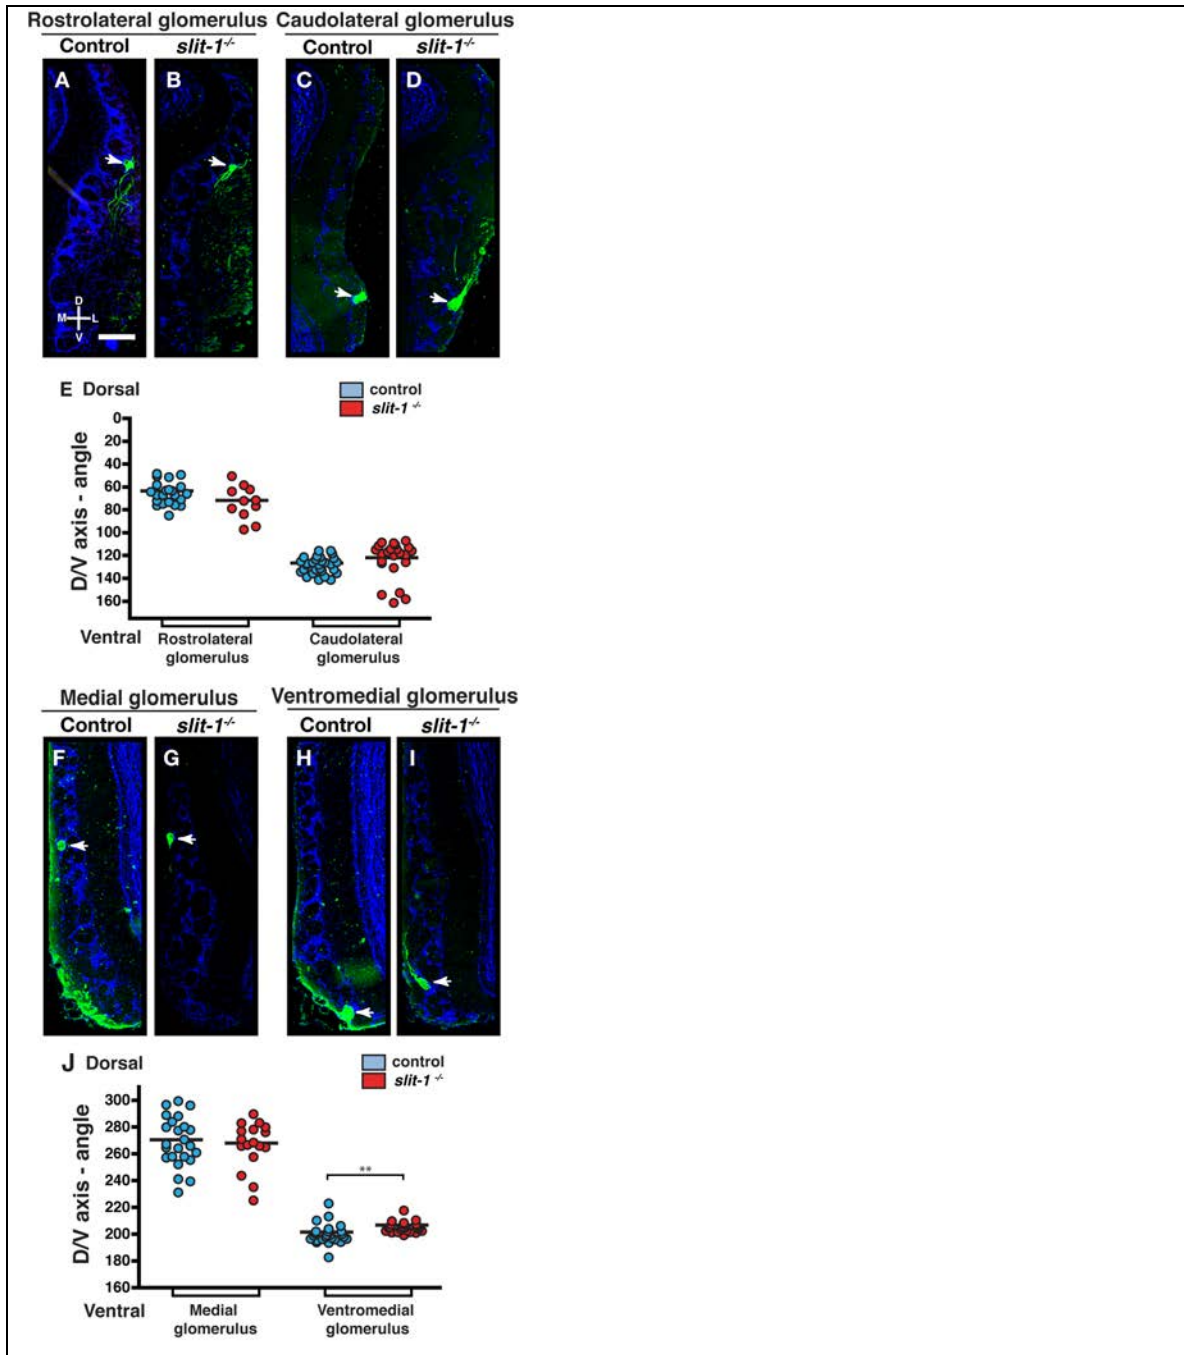 Rostrolateral glomerulus Caudolateral glomerulus
Control slit-1-/- Control slit-1-/-
A B C D
D
M L
V
E Dorsal
control
slit-1 -/-
0
20
40
60
80
100
120
140
160
D/V axis - angle
Ventral
Rostrolateral glomerulus
Caudolateral glomerulus
Medial glomerulus Ventromedial glomerulus
Control slit-1-/- Control slit-1-/-
F G H I
J Dorsal
control
slit-1 -/-
300
280
260
240
220
200
180
160
D/V axis - angle
**
Ventral
Medial glomerulus
Ventromedial glomerulus